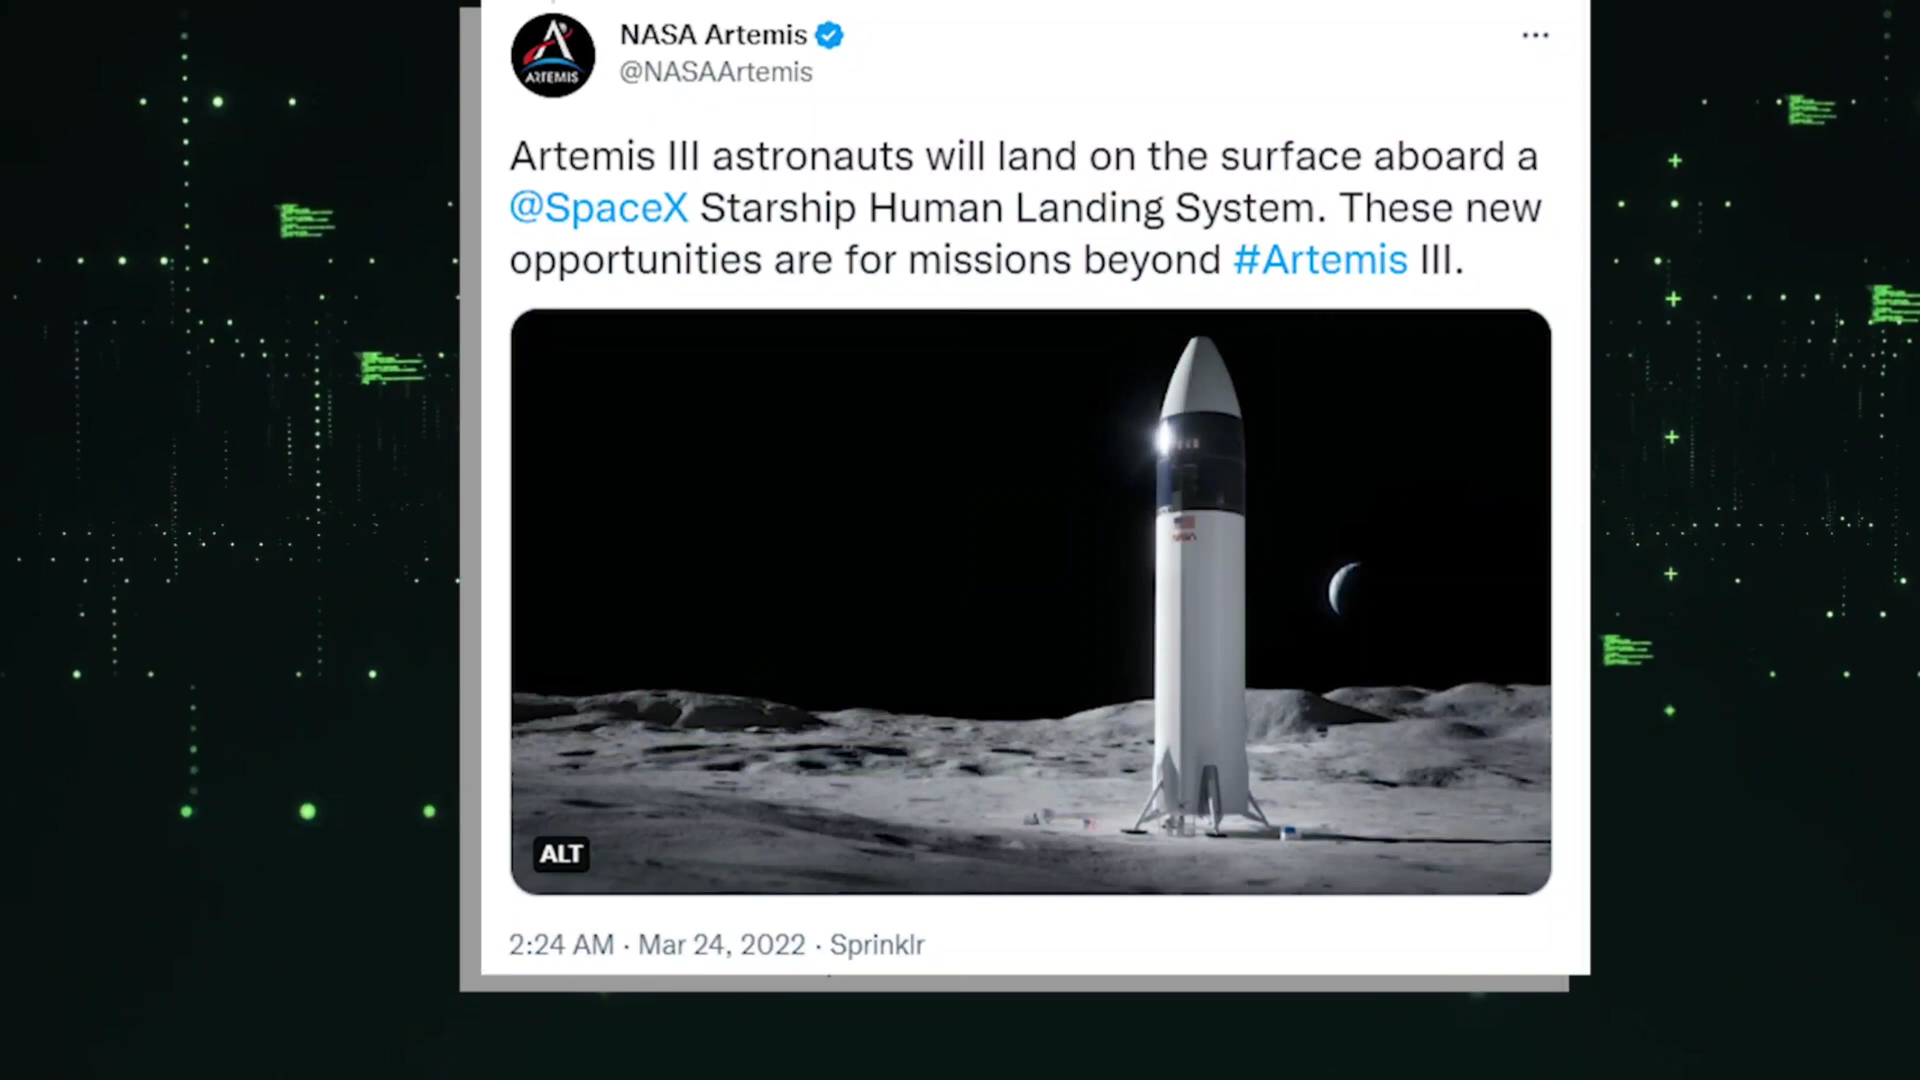 NASA Artemis
@NASAArtemis
ARTEMIS
Artemis III astronauts will land on the surface aboard a
@SpaceX Starship Human Landing System. These new
opportunities are for missions beyond #Artemis III.
NASA
ALT
2:24 AM · Mar 24, 2022 · Sprinklr